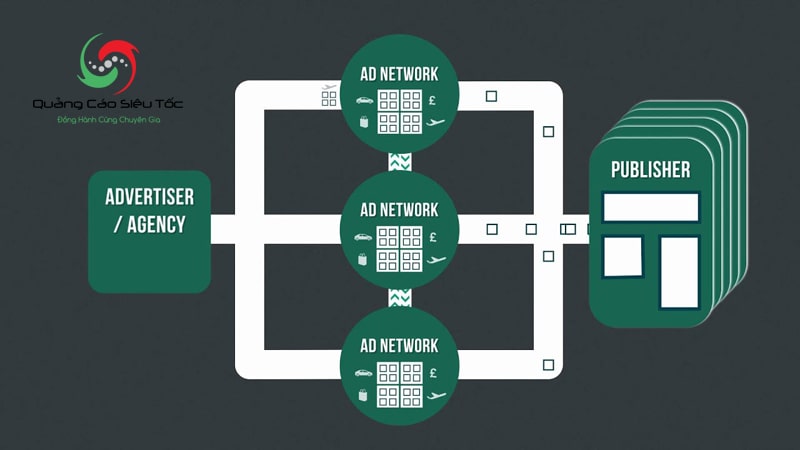 Quảng Cáo Siêu Tốc
Đồng Hành Cùng Chuyên Gia
AD NETWORK
£
ADVERTISER
/ AGENCY
AD NETWORK
£
PUBLISHER
AD NETWORK
£